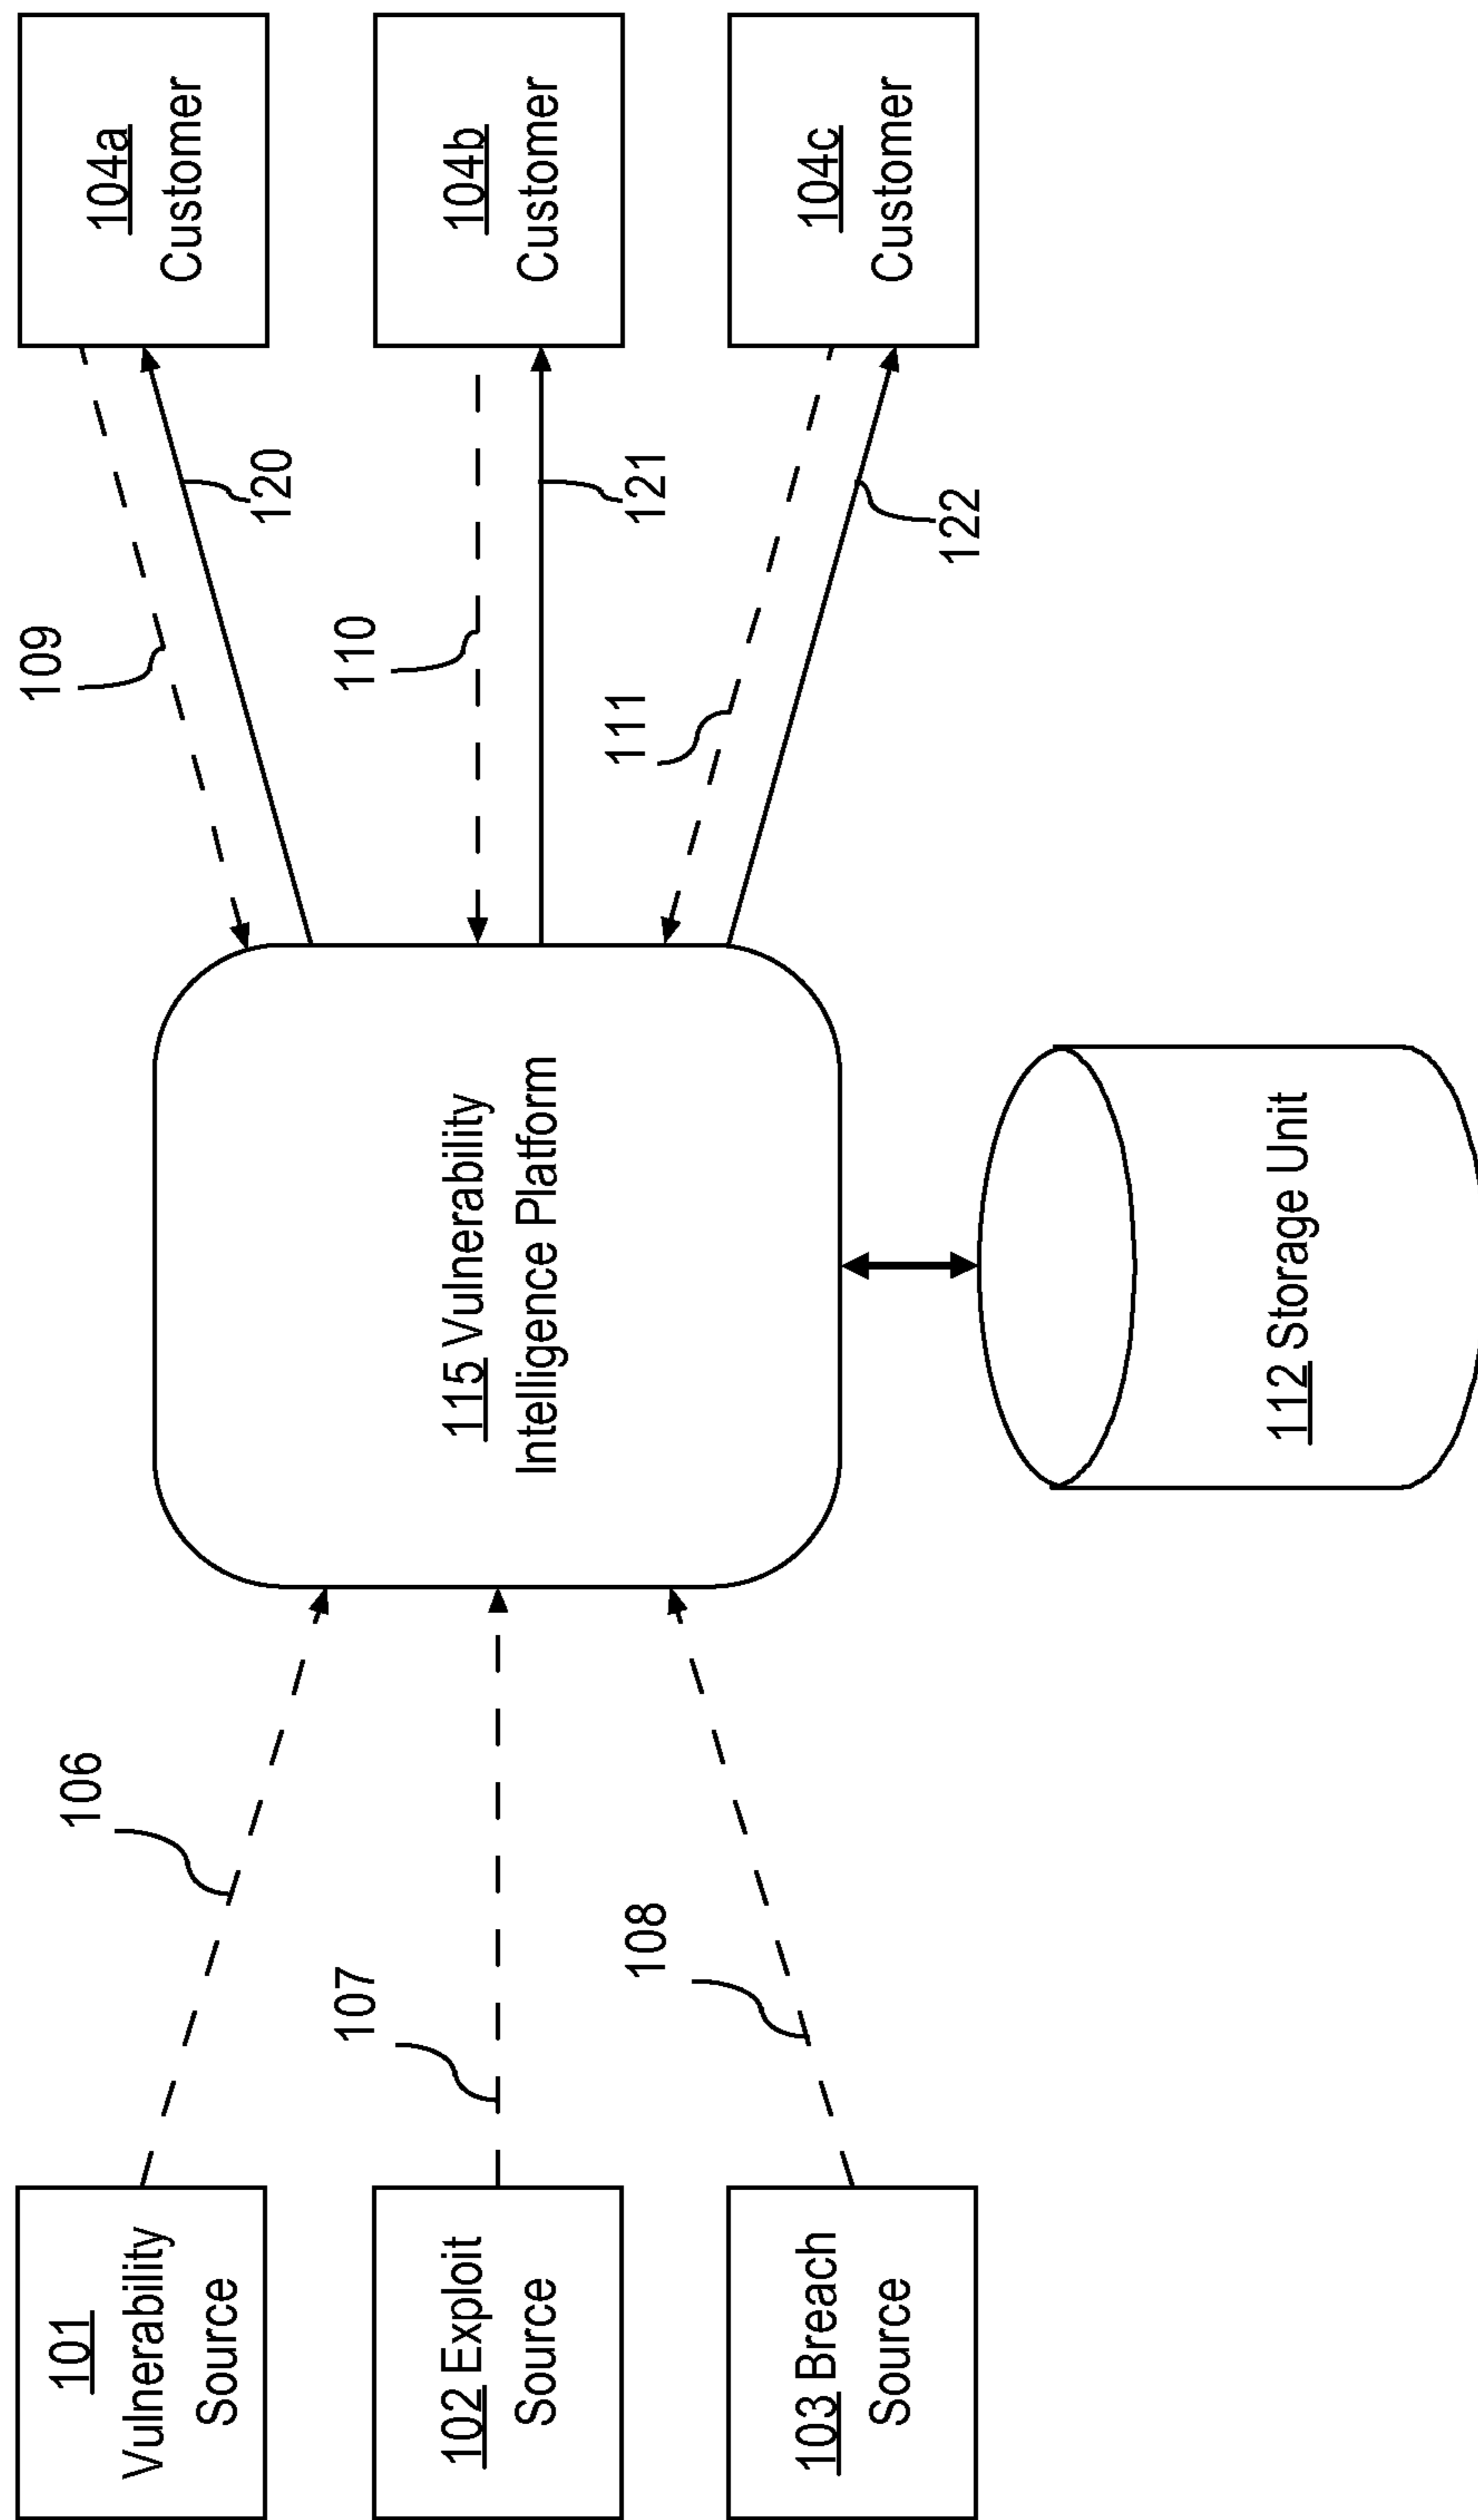 101
Vulnerability
Source
102 Exploit
Source
103 Breach
Source
106
107
108
115 Vulnerability
Intelligence Platform
112 Storage Unit
109
110
111
120
121
122
104a
Customer
104b
Customer
104c
Customer